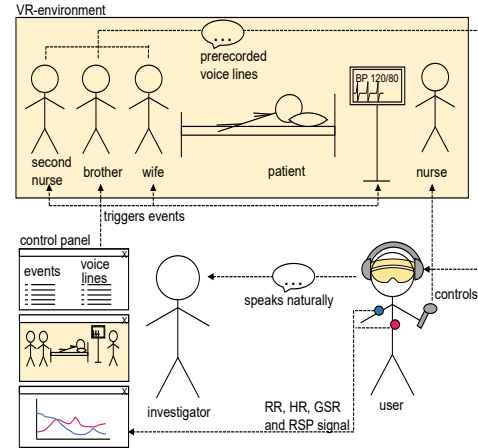 VR-environment
...
prerecorded
voice lines
BP 120/80
second
nurse
brother
wife
patient
nurse
triggers events
control panel
X
events
voice
lines
X
X
...
speaks naturally
controls
investigator
RR, HR, GSR
and RSP signal
user